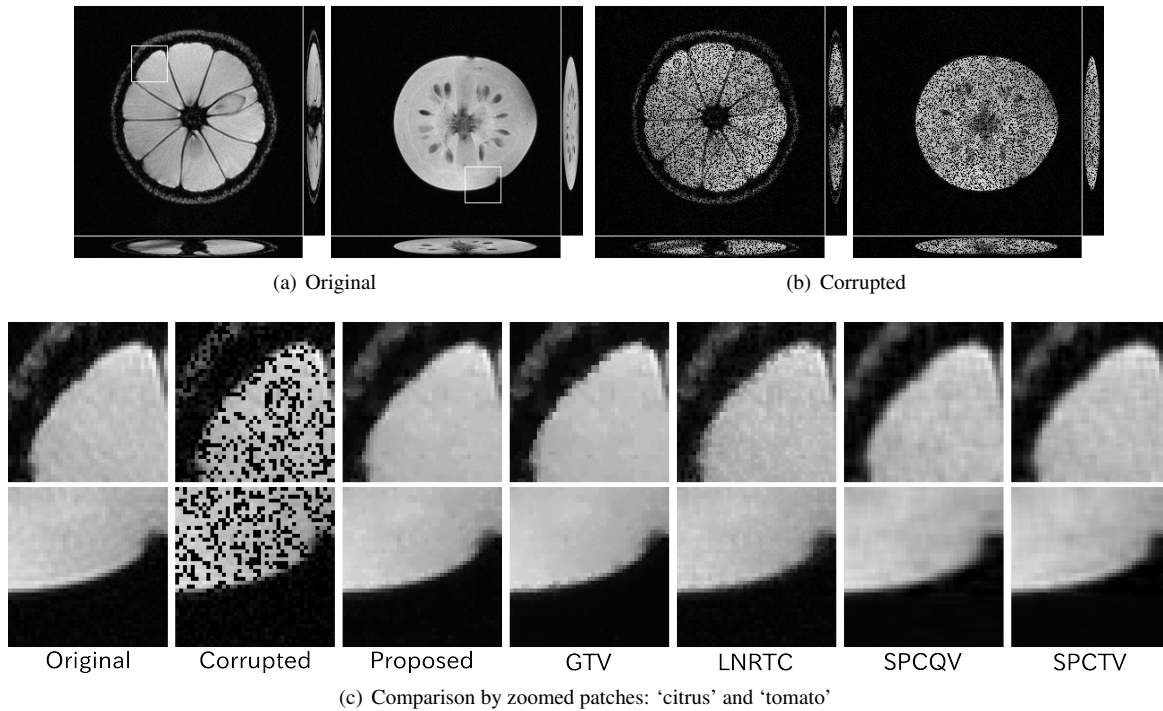 (a) Original
(b) Corrupted
Original Corrupted Proposed GTV LNRTC SPCQV SPCTV
(c) Comparison by zoomed patches: ‘citrus’ and ‘tomato’